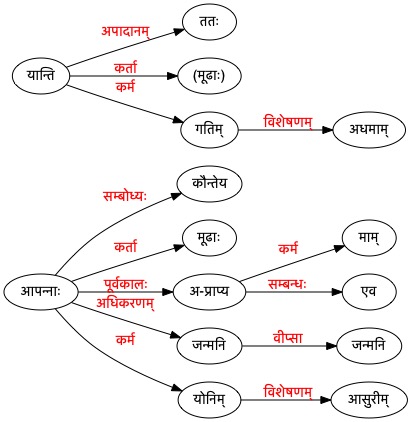 अपादानम्
ततः
यान्ति
कर्ता
(मूढाः)
कर्म
गतिम्
विशेषणम्
अधमाम्
सम्बोध्यः
कौन्तेय
कर्ता
मूढाः
कर्म
माम्
आपन्नाः
पूर्वकालः
अ-प्राप्य
सम्बन्धः
एव
अधिकरणम्
जन्मनि
वीप्सा
जन्मनि
कर्म
योनिम्
विशेषणम्
आसुरीम्